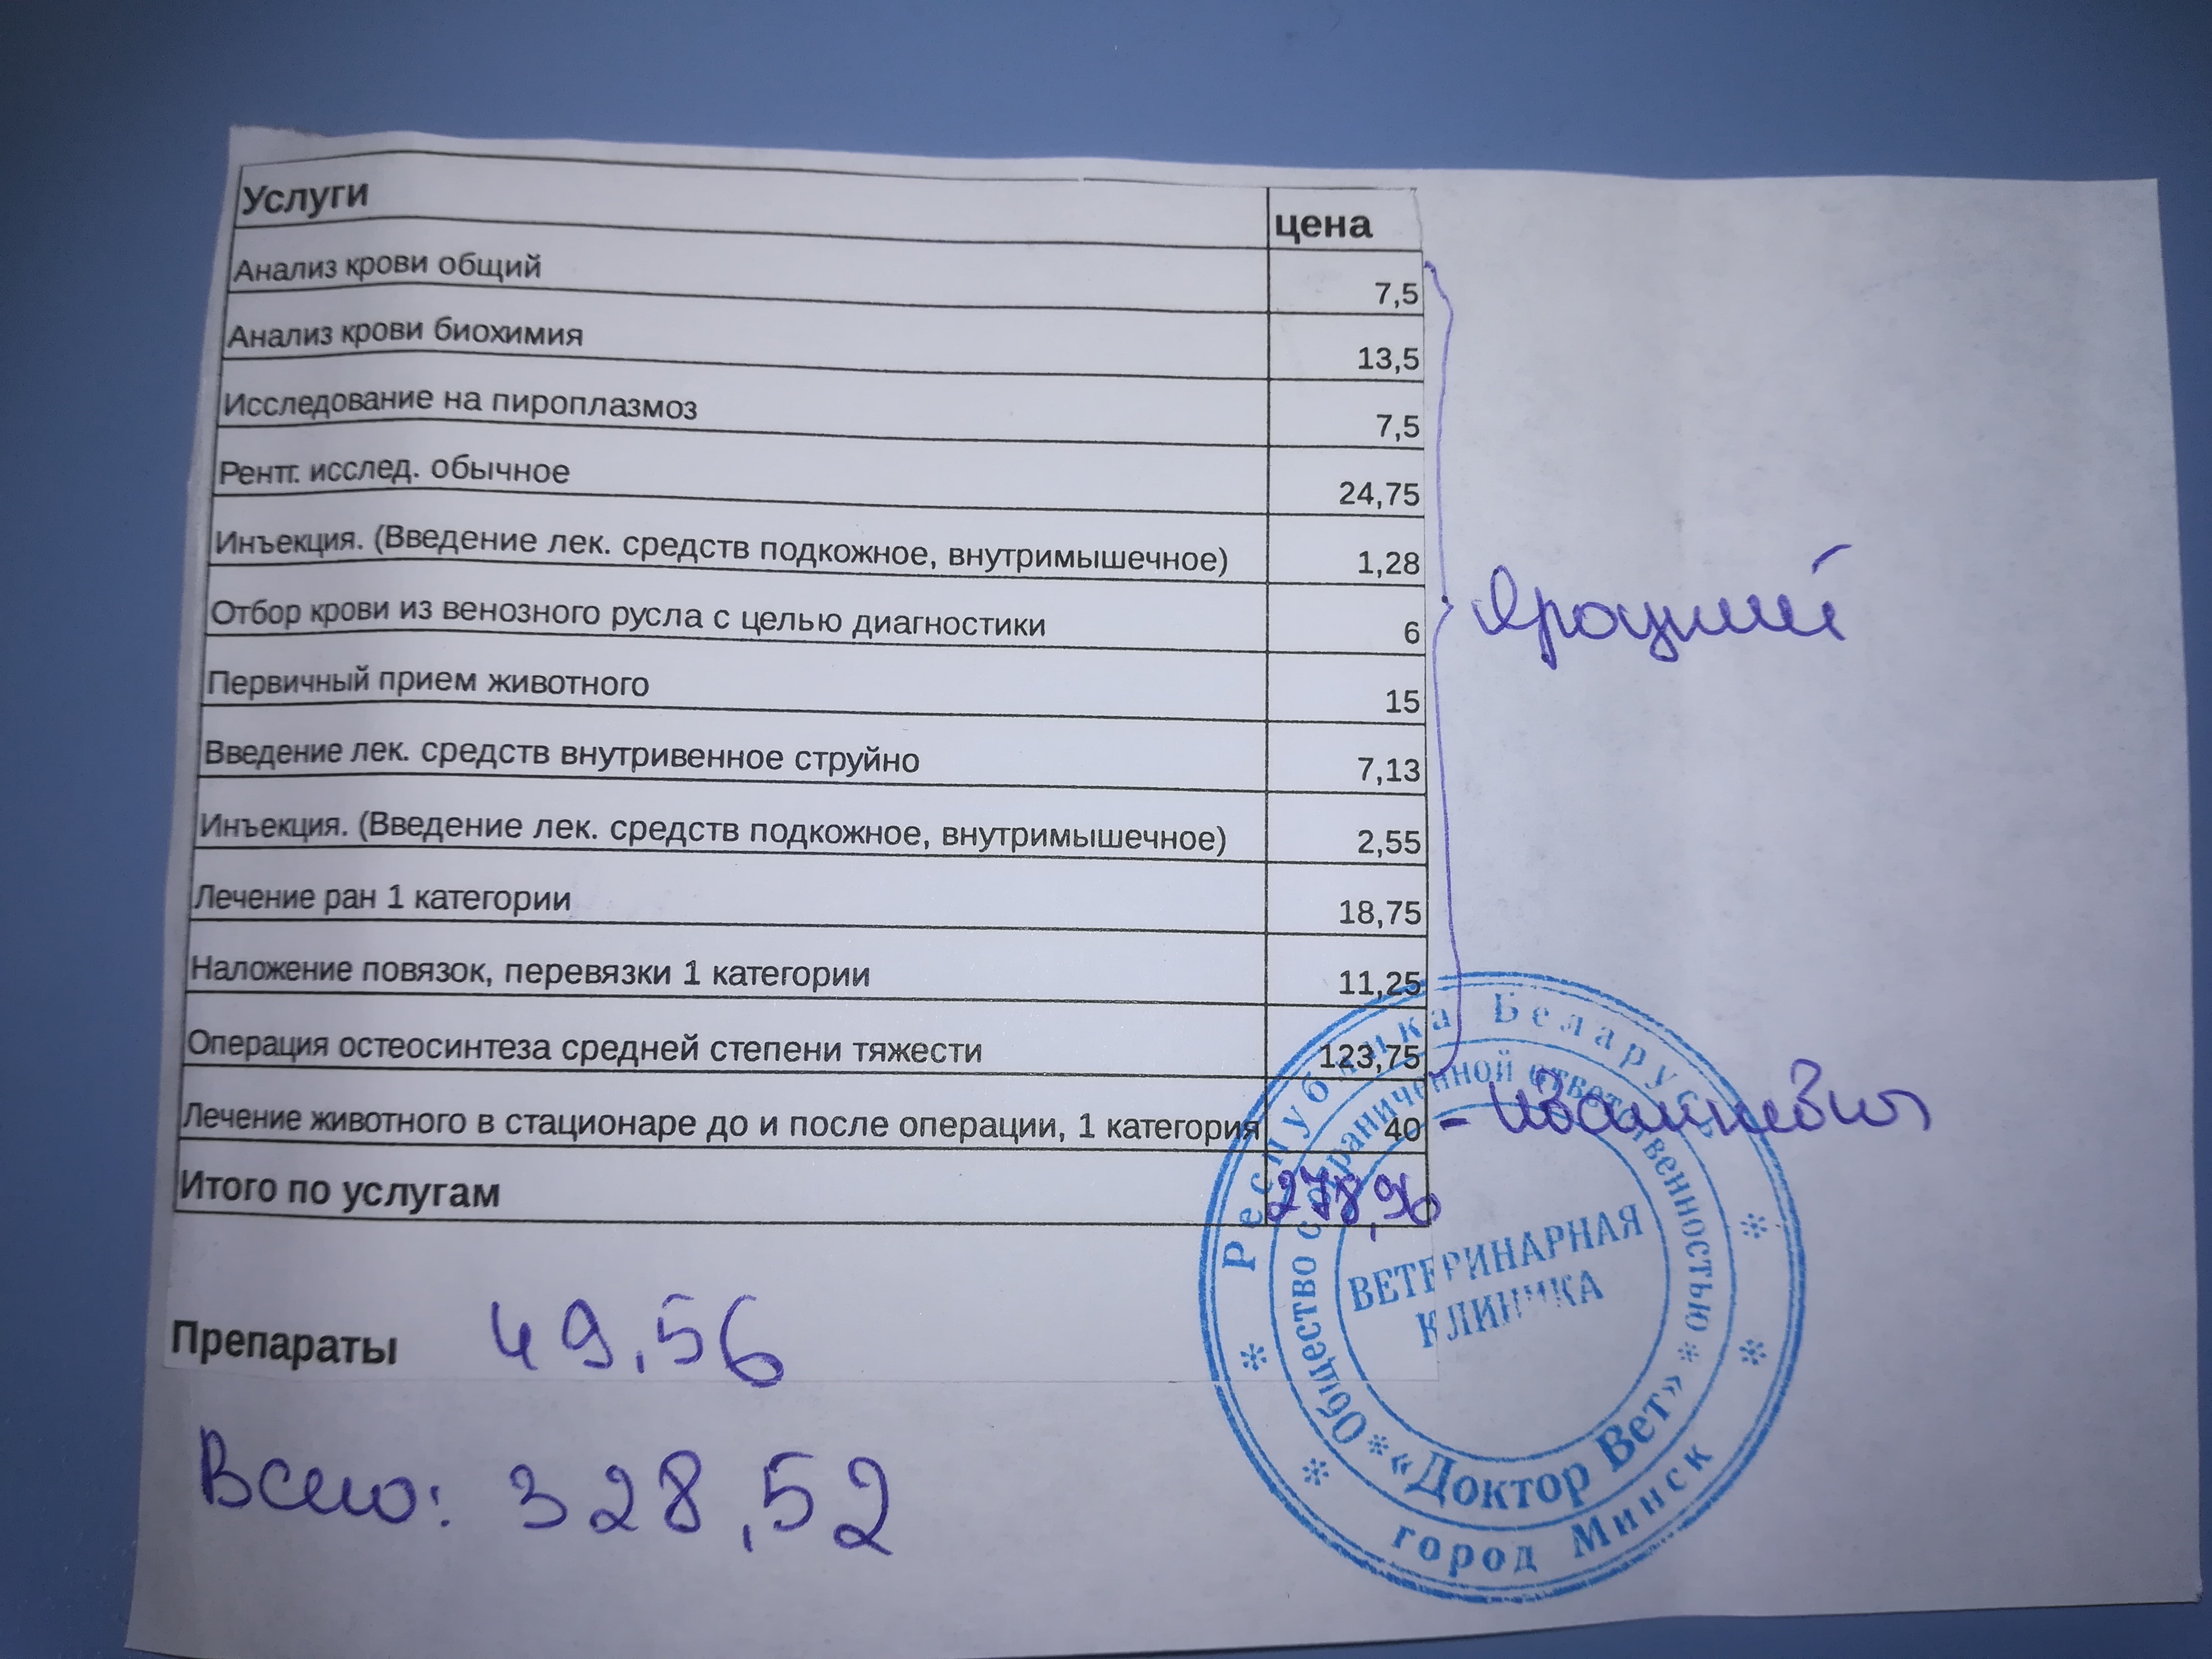 Услуги цена
Анализ крови общий 7,5
Анализ крови биохимия 13,5
Исследование на пироплазмоз 7,5
Рентг. исслед. обычное 24,75
Инъекция. (Введение лек. средств подкожное, внутримышечное) 1,28
Отбор крови из венозного русла с целью диагностики 6
Яроцкий
Первичный прием животного 15
Введение лек. средств внутривенное струйно 7,13
Инъекция. (Введение лек. средств подкожное, внутримышечное) 2,55
Лечение ран 1 категории 18,75
Наложение повязок, перевязки 1 категории 11,25
Операция остеосинтеза средней степени тяжести 123,75
Лечение животного в стационаре до и после операции, 1 категория 40 -
Итого по услугам 278,96
Препараты 49,56
Всего: 328,52
Республика Беларусь
Общество с ограниченной ответственностью
«Доктор Вет»
город Минск
ВЕТЕРИНАРНАЯ
КЛИНИКА